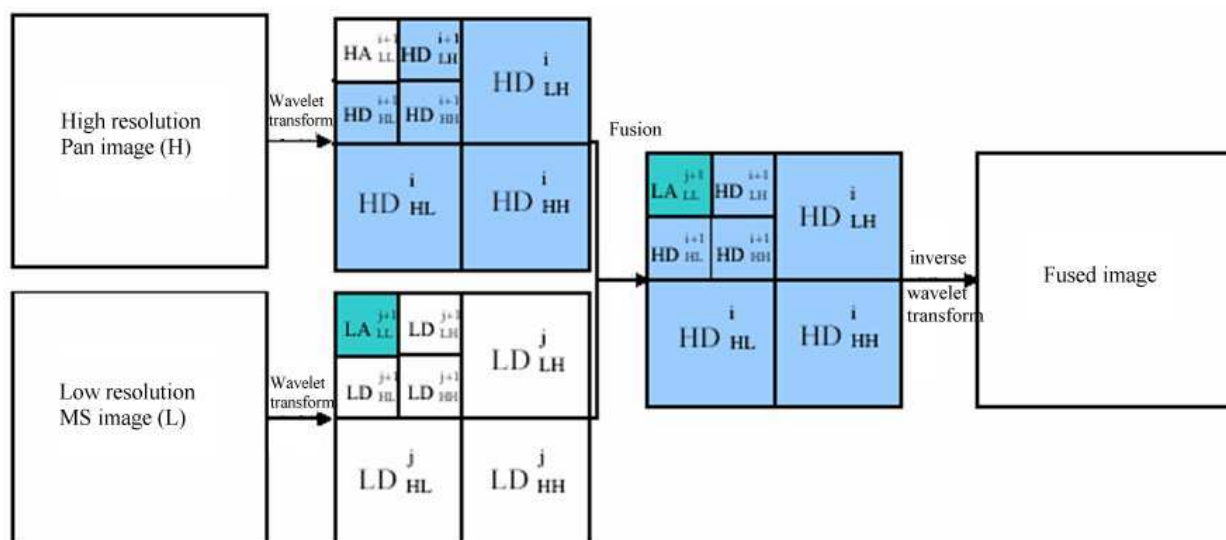 High resolution
Pan image (H)
Wavelet
transform
HA i+1 LL
HD i+1 LH
HD i LH
HD i+1 HL
HD i+1 HH
HD i HL
HD i HH
Low resolution
MS image (L)
Wavelet
transform
LA j+1 LL
LD j+1 LH
LD j LH
LD j+1 HL
LD j+1 HH
LD j HL
LD j HH
Fusion
LA j+1 LL
HD i+1 LH
HD i LH
HD i+1 HL
HD i+1 HH
HD i HL
HD i HH
inverse
wavelet
transform
Fused image